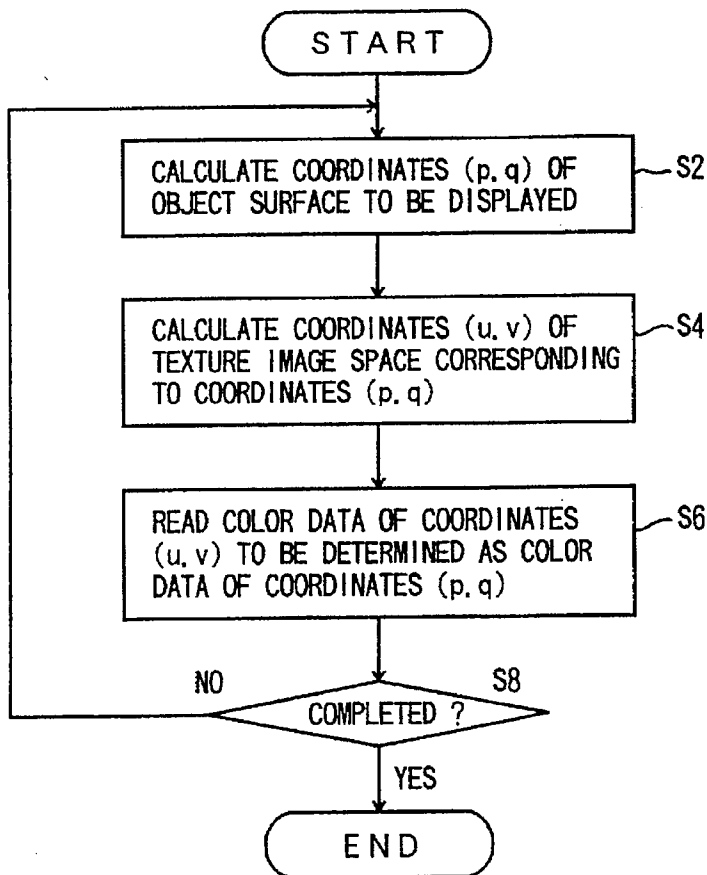 START
CALCULATE COORDINATES (p.q) OF
OBJECT SURFACE TO BE DISPLAYED
S2
CALCULATE COORDINATES (u.v) OF
TEXTURE IMAGE SPACE CORRESPONDING
TO COORDINATES (p.q)
S4
READ COLOR DATA OF COORDINATES
(u.v) TO BE DETERMINED AS COLOR
DATA OF COORDINATES (p.q)
S6
NO
S8
COMPLETED ?
YES
END